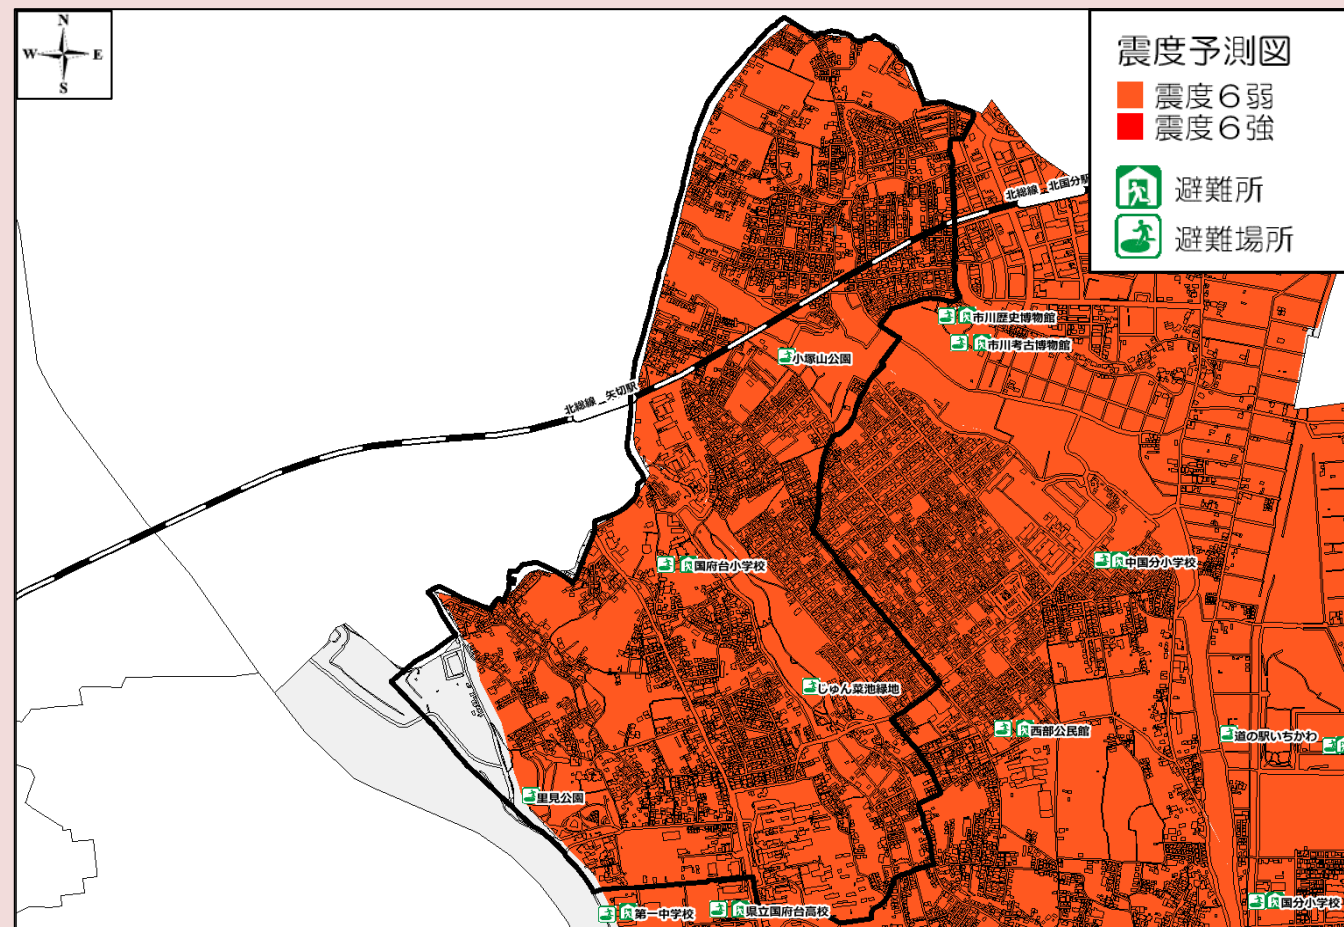 N
W E
S
震度予測図
震度６弱
震度６強
避難所
避難場所
北総線_北国分駅
市川歴史博物館
市川考古博物館
小塚山公園
北総線_矢切駅
国府台小学校
中国分小学校
じゅん菜池緑地
西部公民館
道の駅いちかわ
里見公園
第一中学校
県立国府台高校
国分小学校